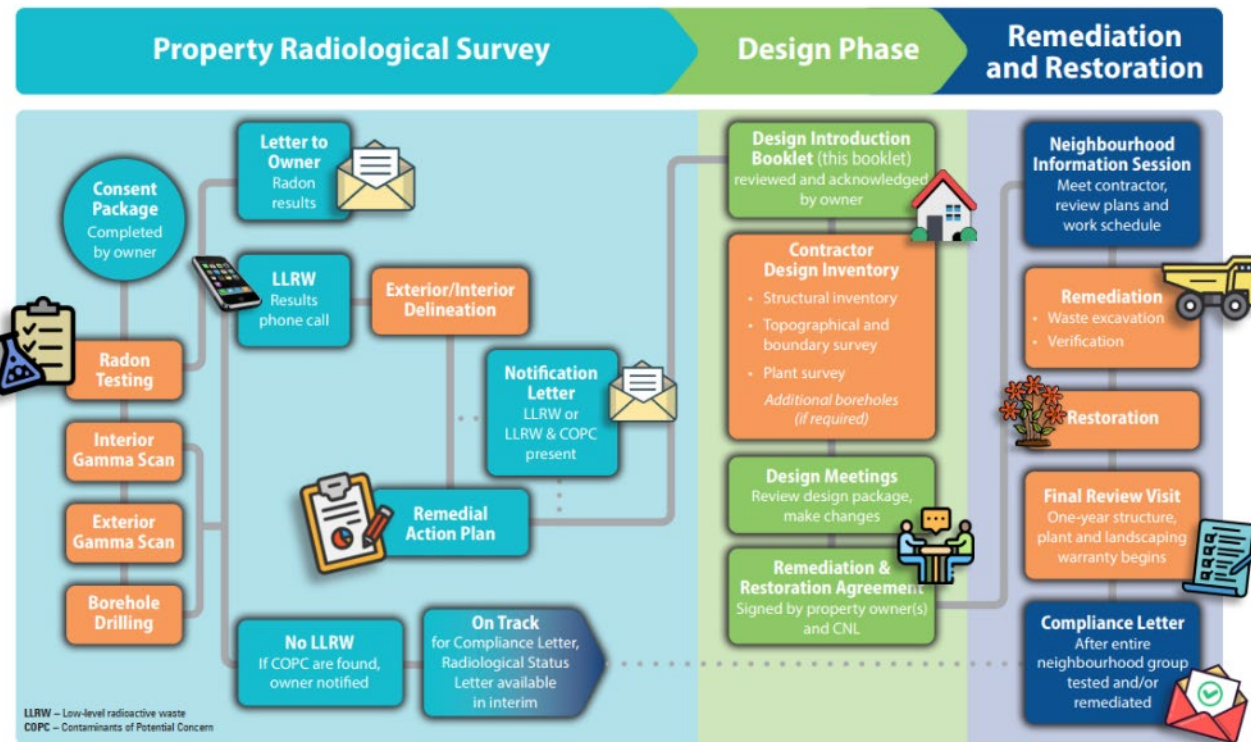 Property Radiological Survey
Design Phase
Remediation
and Restoration
Consent
Package
Completed
by owner
Radon
Testing
Interior
Gamma Scan
Exterior
Gamma Scan
Borehole
Drilling
Letter to
Owner
Radon
results
LLRW
Results
phone call
Exterior/Interior
Delineation
Notification
Letter
LLRW or
LLRW & COPC
present
Remedial
Action Plan
No LLRW
If COPC are found,
owner notified
On Track
for Compliance Letter,
Radiological Status
Letter available
in interim
LLRW – Low-level radioactive waste
COPC – Contaminants of Potential Concern
Design Introduction
Booklet (this booklet)
reviewed and acknowledged
by owner
Contractor
Design Inventory
• Structural inventory
• Topographical and
boundary survey
• Plant survey
Additional boreholes
(if required)
Design Meetings
Review design package,
make changes
Remediation &
Restoration Agreement
Signed by property owner(s)
and CNL
Neighbourhood
Information Session
Meet contractor,
review plans and
work schedule
Remediation
• Waste excavation
• Verification
Restoration
Final Review Visit
One-year structure,
plant and landscaping
warranty begins
Compliance Letter
After entire
neighbourhood group
tested and/or
remediated